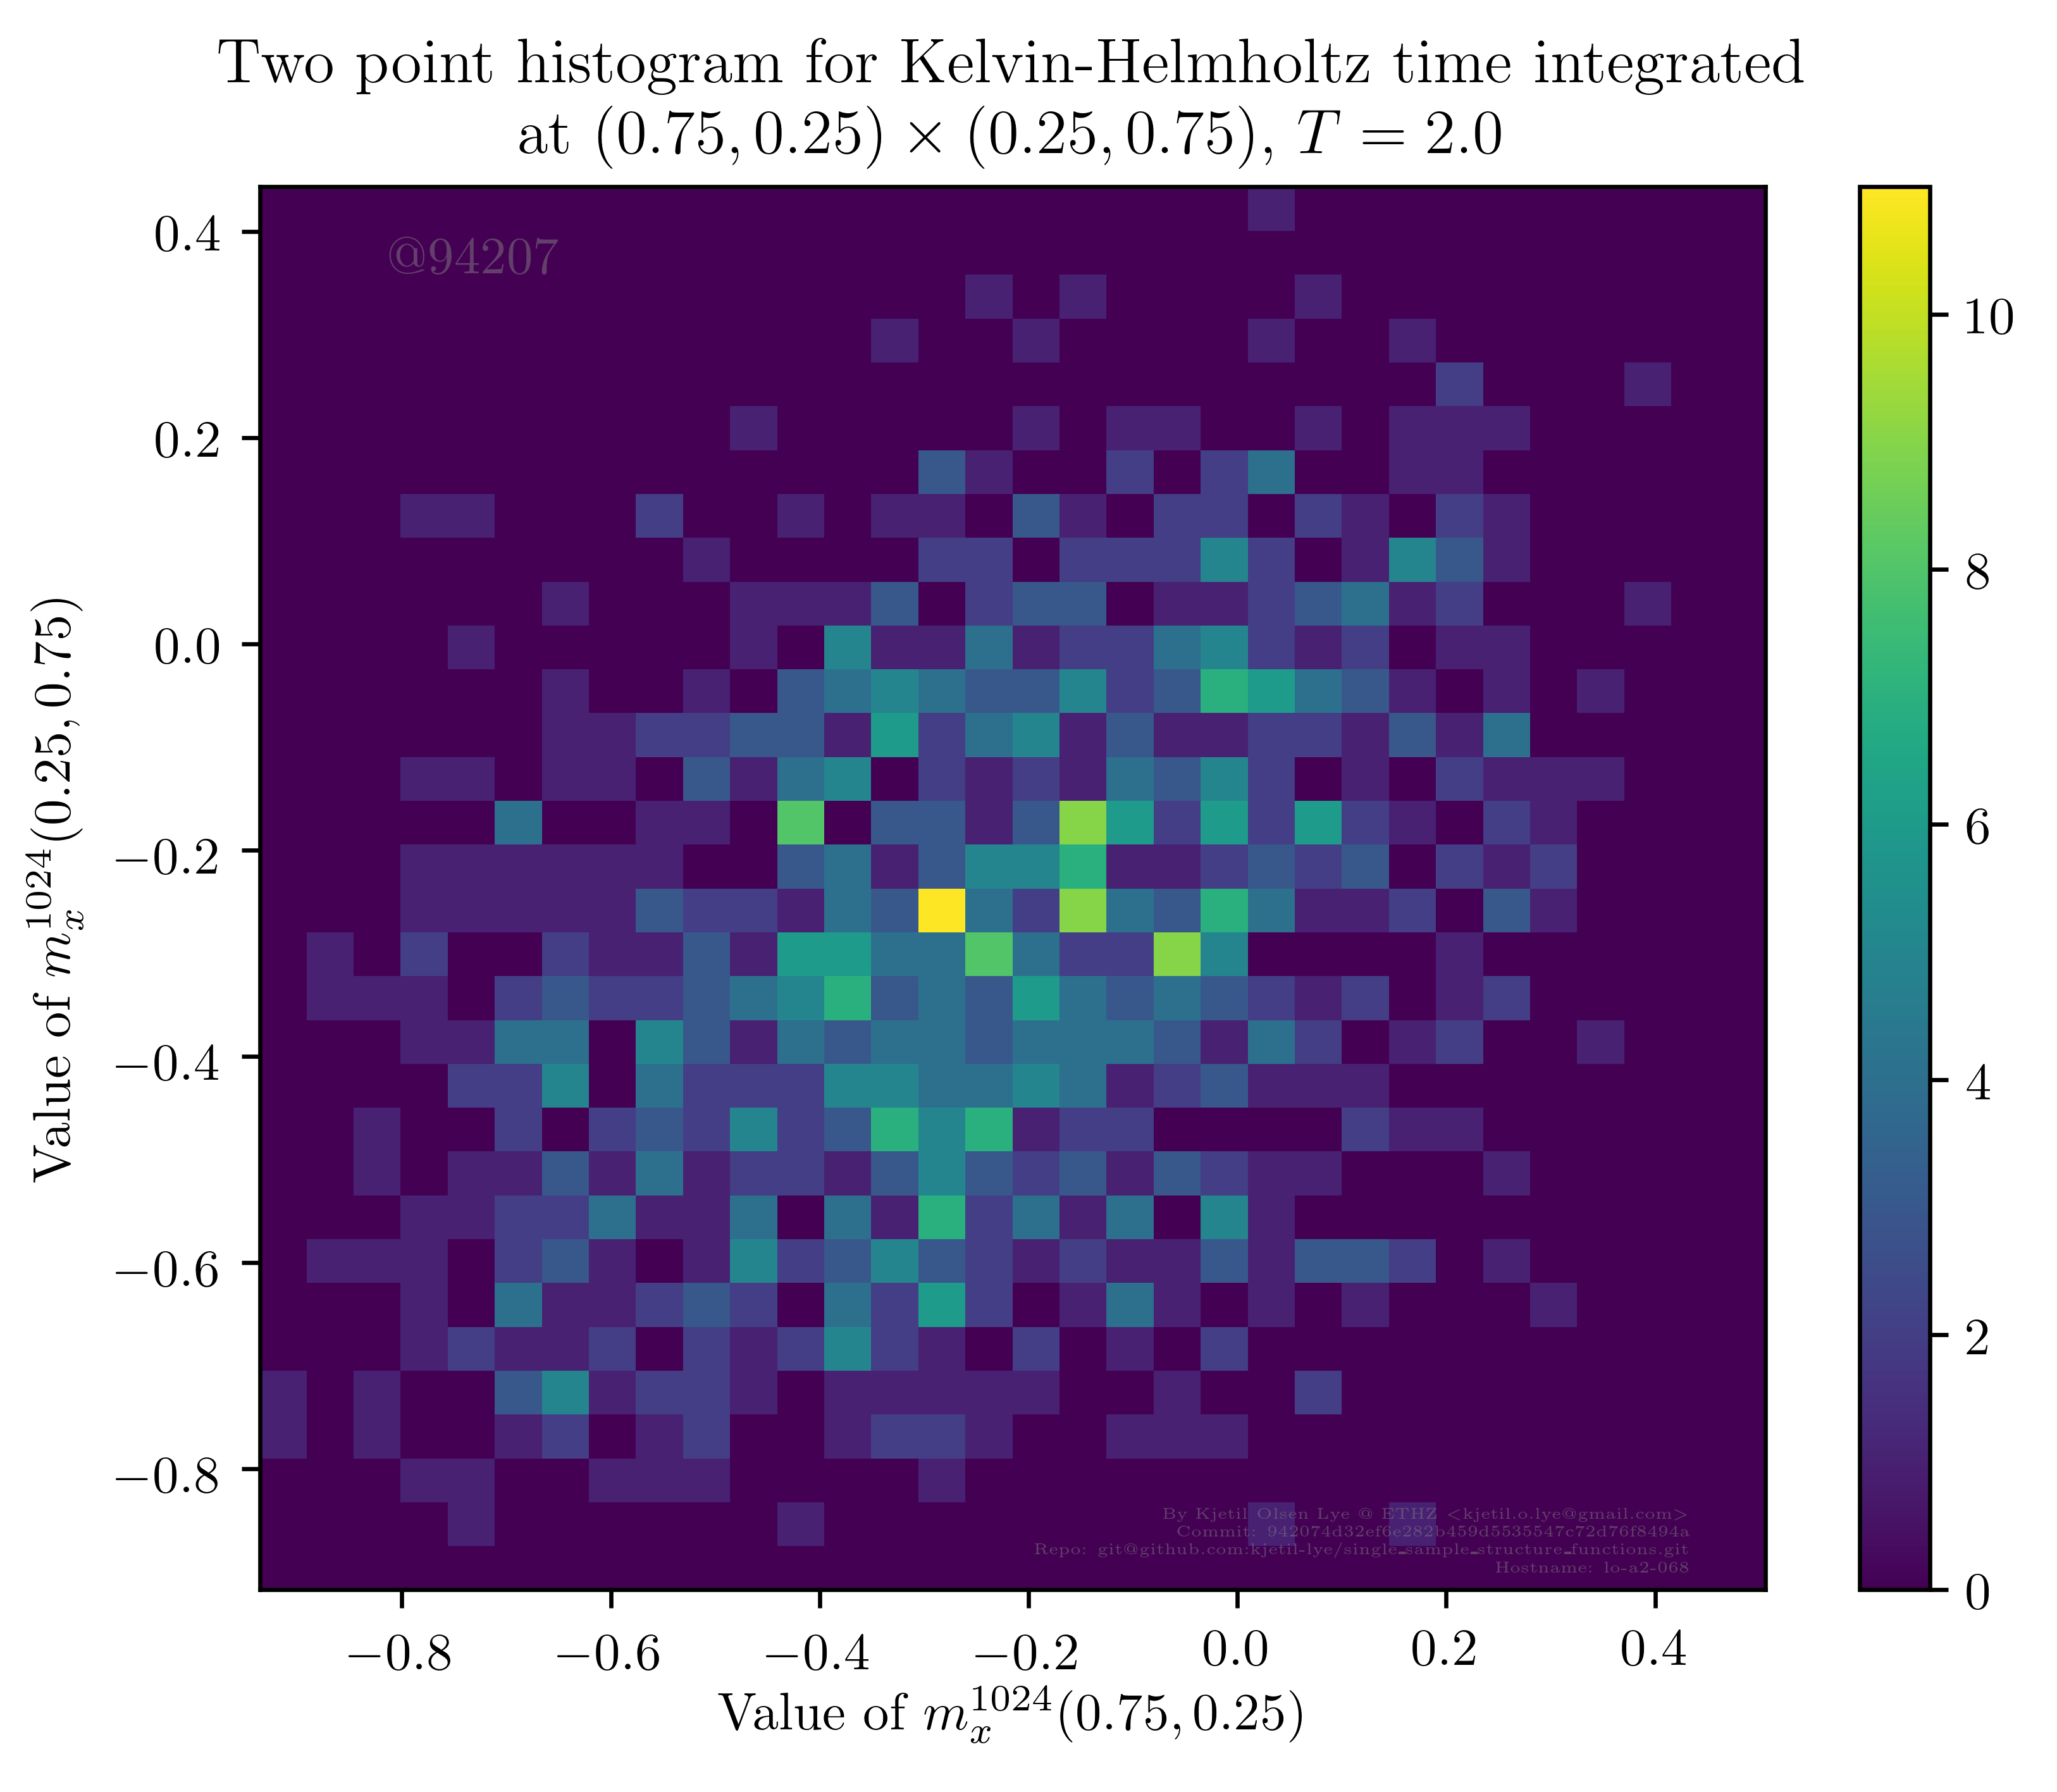 Two point histogram for Kelvin-Helmholtz time integrated
at (0.75, 0.25) × (0.25, 0.75), T = 2.0
@94207
0.4
0.2
0.0
−0.2
−0.4
−0.6
−0.8
Value of m_x^1024(0.25, 0.75)
10
8
6
4
2
0
By Kjetil Olsen Lye @ ETHZ <kjetil.o.lye@gmail.com>
Commit: 942074d32ef6e282b459d5535547c72d76f8494a
Repo: git@github.com:kjetil-lye/single_sample_structure_functions.git
Hostname: lo-a2-068
−0.8 −0.6 −0.4 −0.2 0.0 0.2 0.4
Value of m_x^1024(0.75, 0.25)